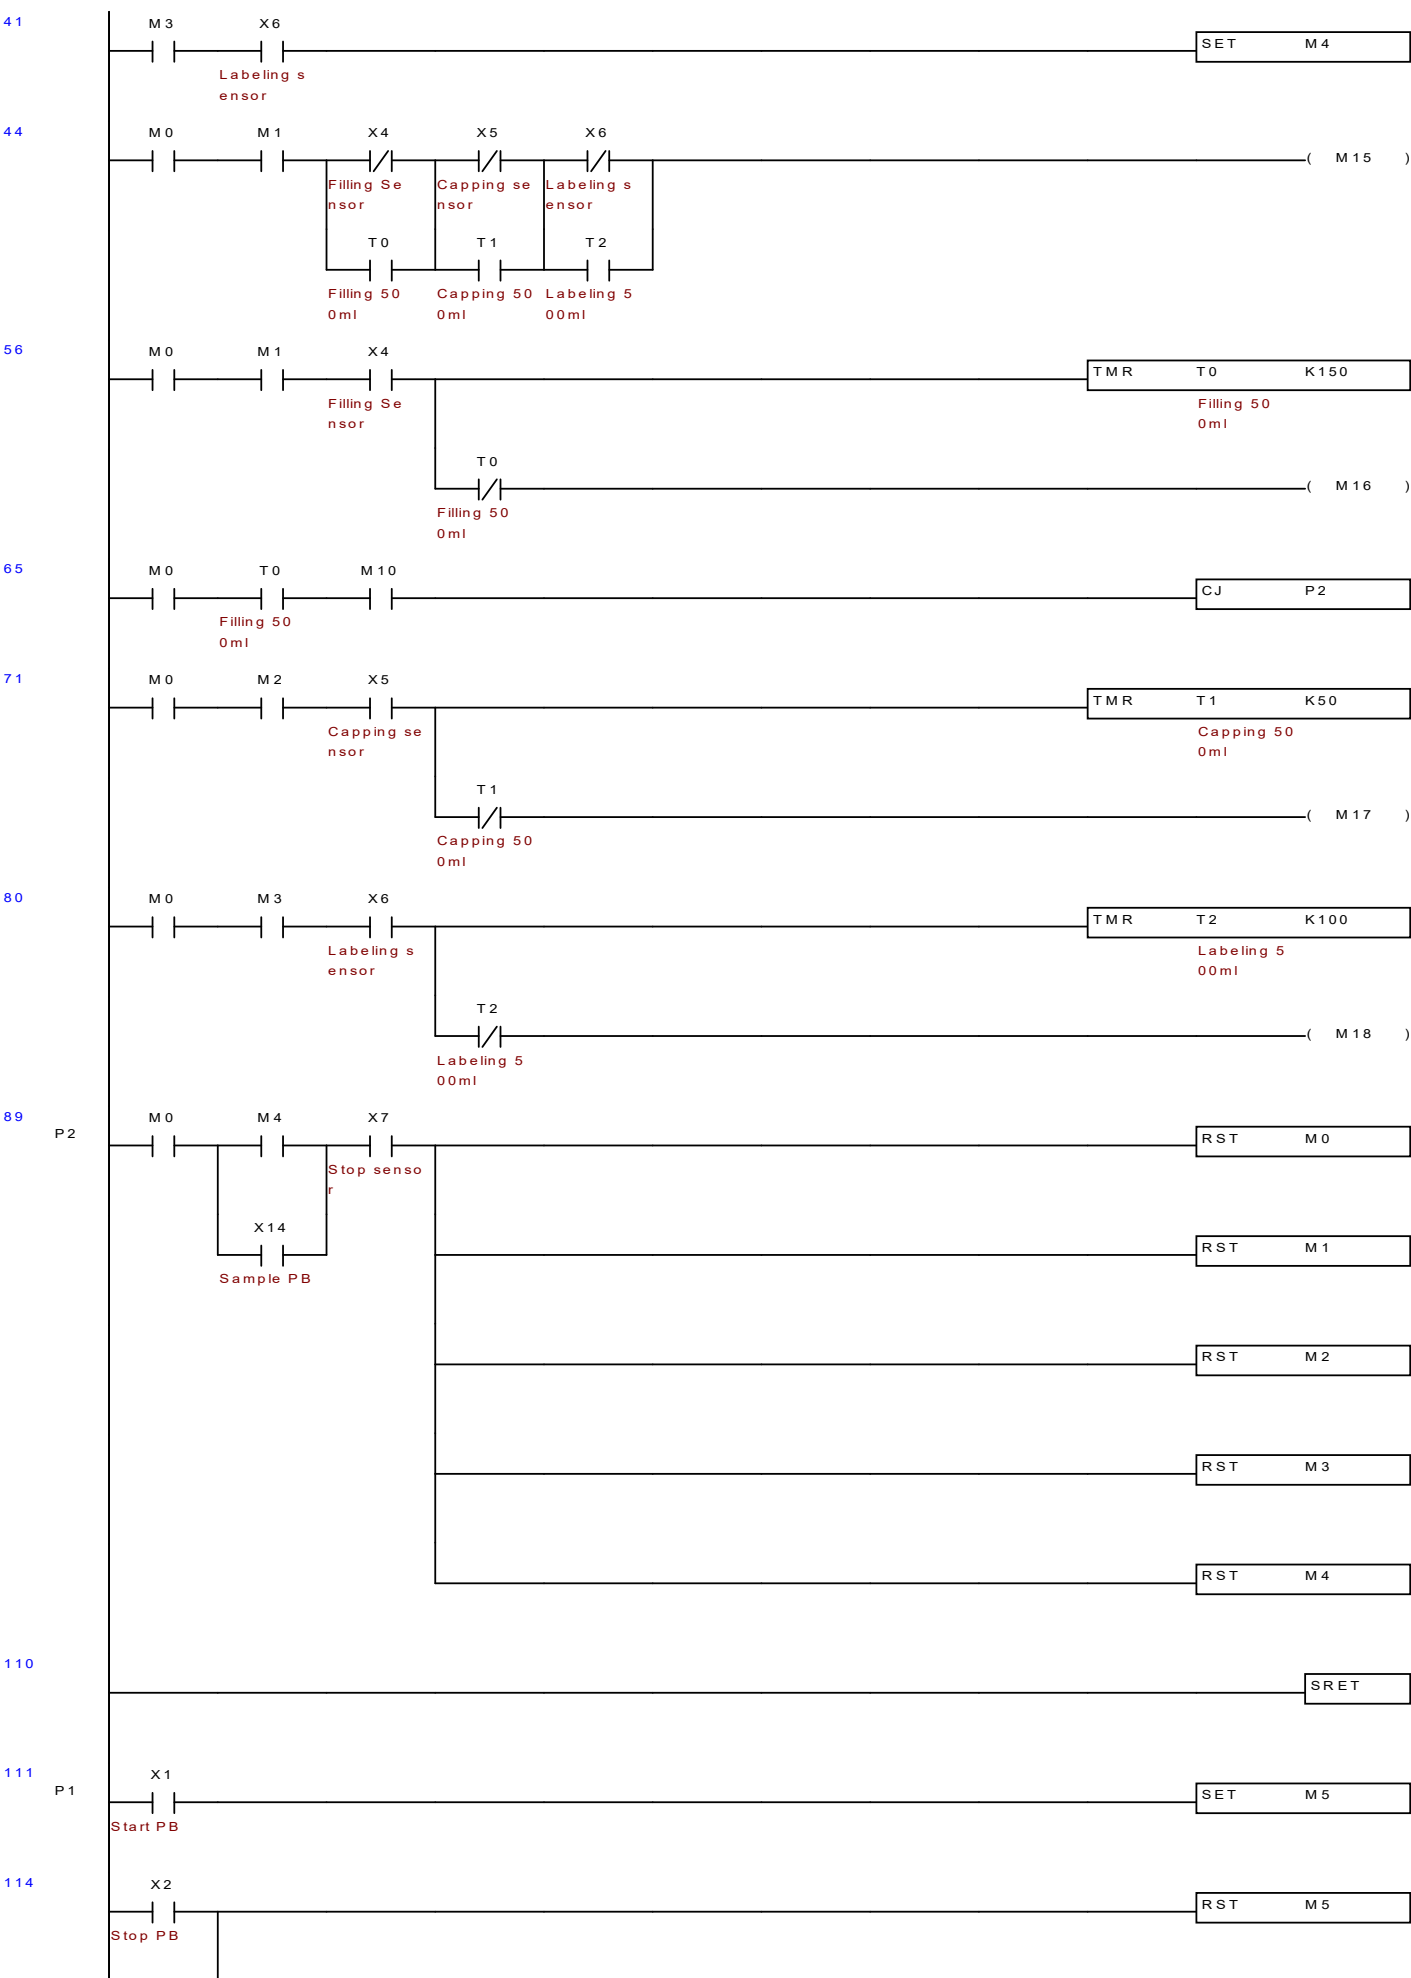 41
M3 X6
SET M4
Labeling s
ensor
44
M0 M1 X4 X5 X6
( M15 )
Filling Se Capping se Labeling s
nsor nsor ensor
T0 T1 T2
Filling 50 Capping 50 Labeling 5
0ml 0ml 00ml
56
M0 M1 X4
TMR T0 K150
Filling Se Filling 50
nsor 0ml
T0
( M16 )
Filling 50
0ml
65
M0 T0 M10
CJ P2
Filling 50
0ml
71
M0 M2 X5
TMR T1 K50
Capping se Capping 50
nsor 0ml
T1
( M17 )
Capping 50
0ml
80
M0 M3 X6
TMR T2 K100
Labeling s Labeling 5
ensor 00ml
T2
( M18 )
Labeling 5
00ml
89
P2
M0 M4 X7
RST M0
Stop senso
r
X14
RST M1
Sample PB
RST M2
RST M3
RST M4
110
SRET
111
P1
X1
SET M5
Start PB
114
X2
RST M5
Stop PB